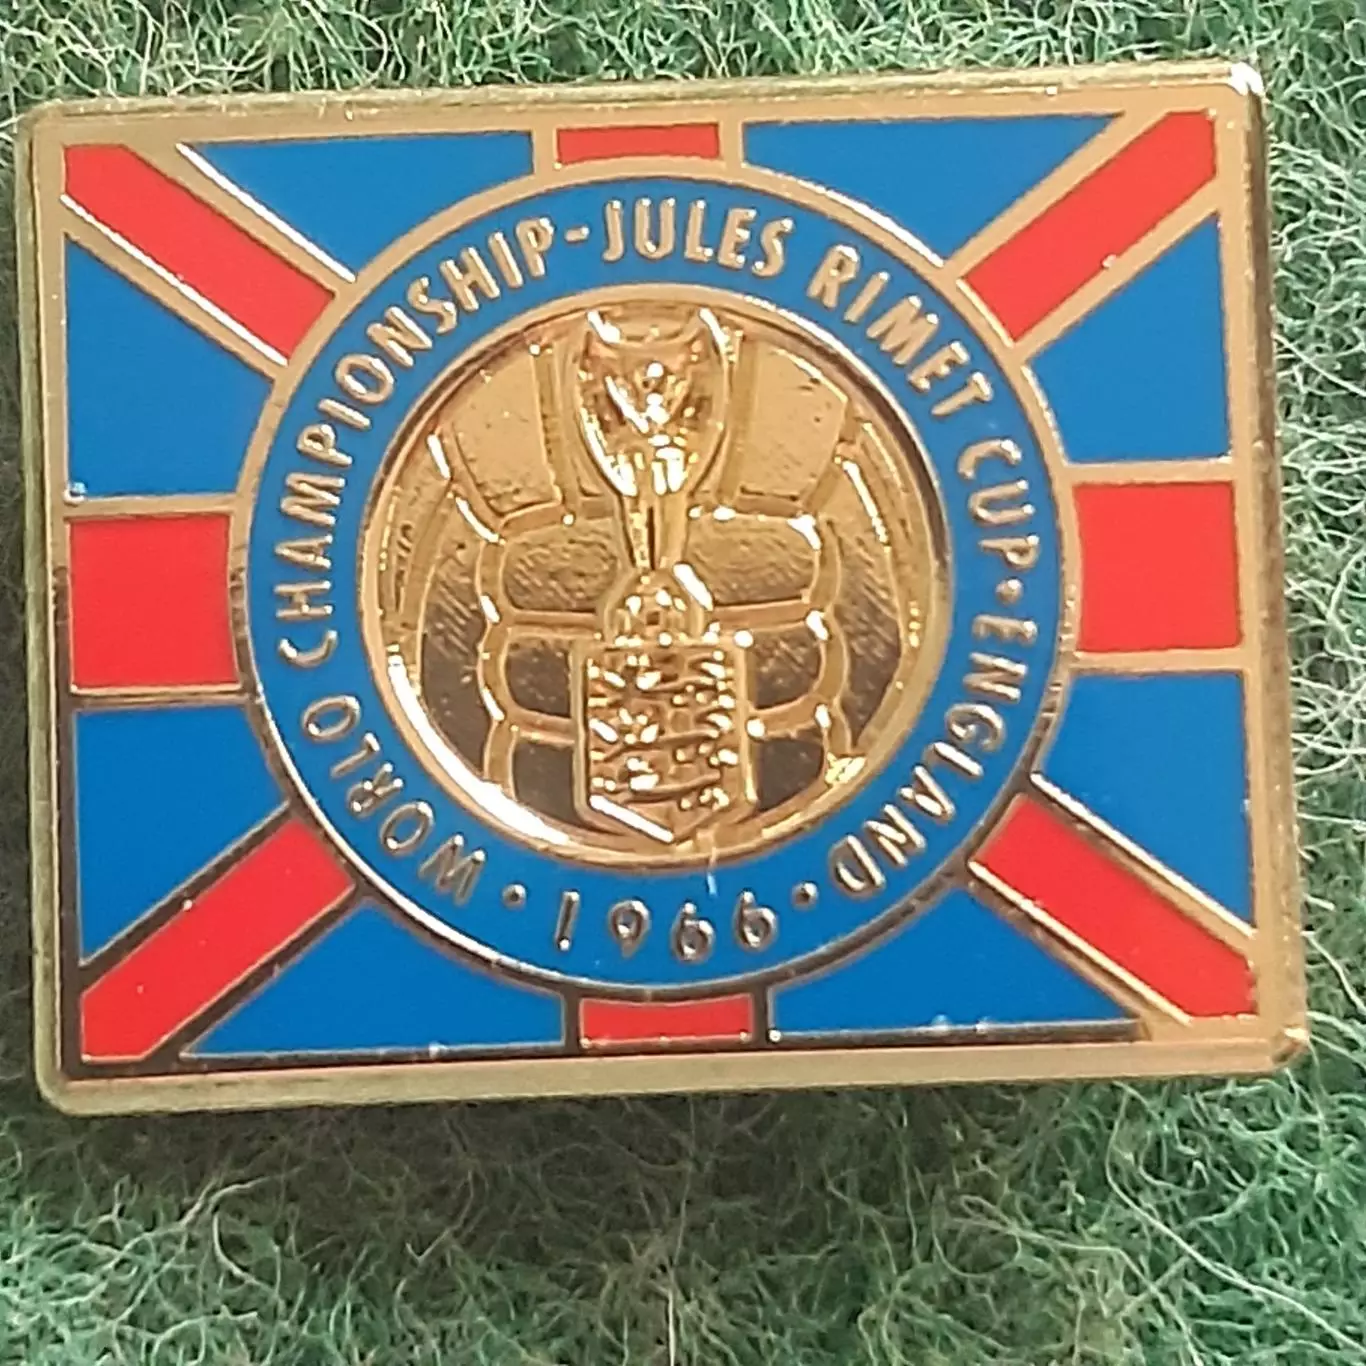 WORLD CHAMPIONSHIP-JULES RIMET CUP·ENGLAND·1966·